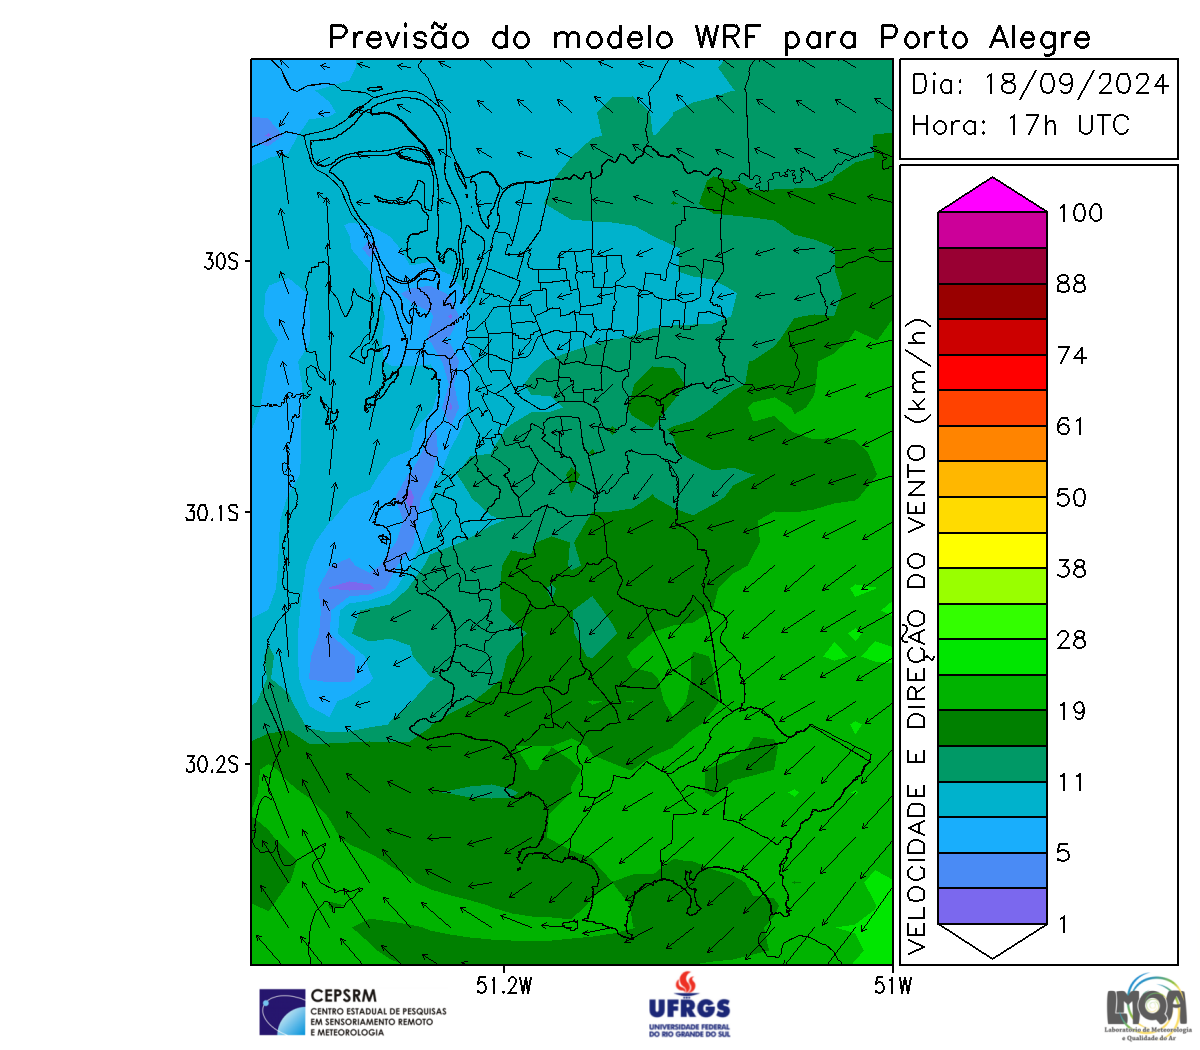 Previsão do modelo WRF para Porto Alegre
Dia: 18/09/2024
Hora: 17h UTC
30S
30.1S
30.2S
51.2W
51W
VELOCIDADE E DIREÇÃO DO VENTO (km/h)
100
88
74
61
50
38
28
19
11
5
1
CEPSRM
CENTRO ESTADUAL DE PESQUISAS
EM SENSORIAMENTO REMOTO
E METEOROLOGIA
UFRGS
UNIVERSIDADE FEDERAL
DO RIO GRANDE DO SUL
LMQA
Laboratório de Meteorologia
e Qualidade do Ar